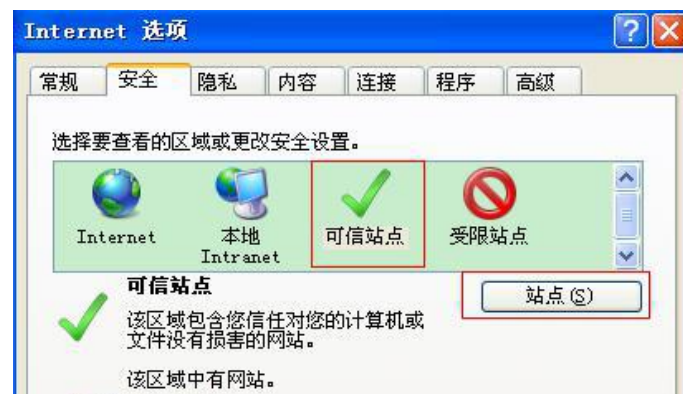 Internet 选项
常规 安全 隐私 内容 连接 程序 高级
选择要查看的区域或更改安全设置。
Internet 本地 Intranet 可信站点 受限站点
可信站点
站点(S)
该区域包含您信任对您的计算机或
文件没有损害的网站。
该区域中有网站。